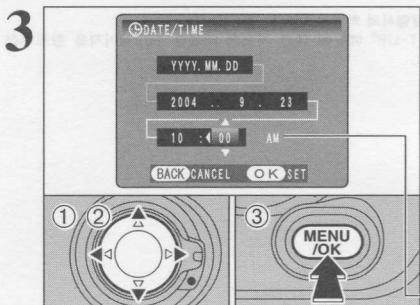 3
DATE/TIME
YYYY. MM. DD
2004 . 9 . 23
10 : 00 AM
BACK CANCEL OK SET
① ② ③
MENU
/OK